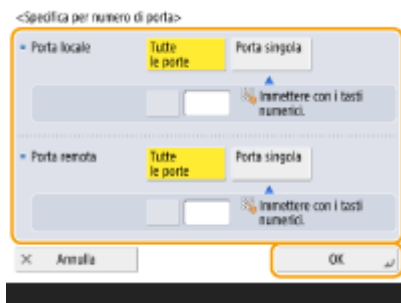 <Specifica per numero di porta>
Porta locale
Tutte
le porte
Porta singola
Immettere con i tasti
numerici.
Porta remota
Tutte
le porte
Porta singola
Immettere con i tasti
numerici.
× Annulla
OK